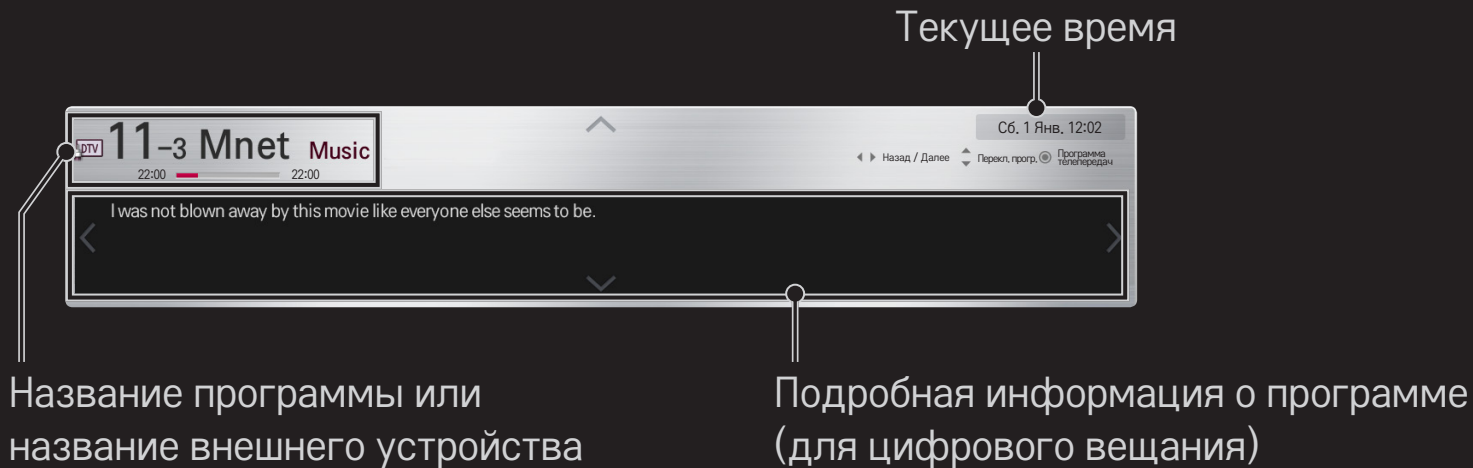 Текущее время
Сб. 1 Янв. 12:02
DTV 11-3 Mnet Music
22:00 22:00
Назад / Далее Перекл. прогр. Программа телепередач
I was not blown away by this movie like everyone else seems to be.
Название программы или
название внешнего устройства
Подробная информация о программе
(для цифрового вещания)